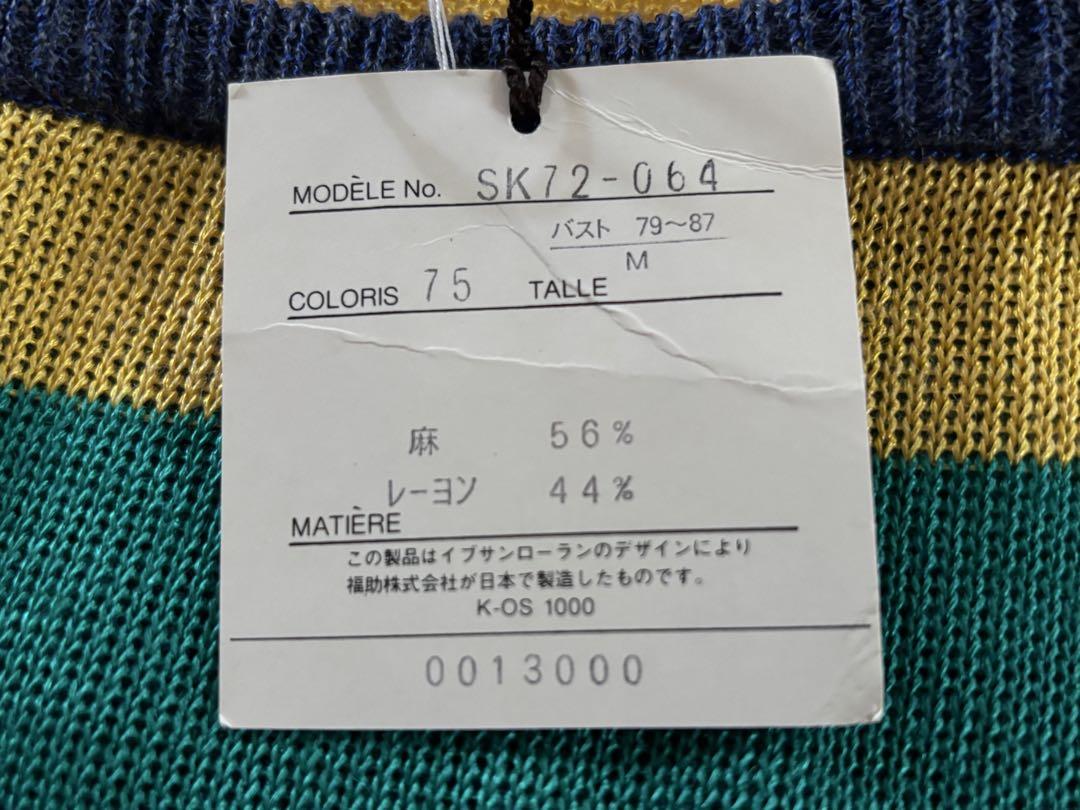 MODÈLE No. SK72-064
バスト 79〜87
M
COLORIS 75 TALLE
麻 56%
レーヨン 44%
MATIÈRE
この製品はイブサンローランのデザインにより
福助株式会社が日本で製造したものです。
K-OS 1000
0013000